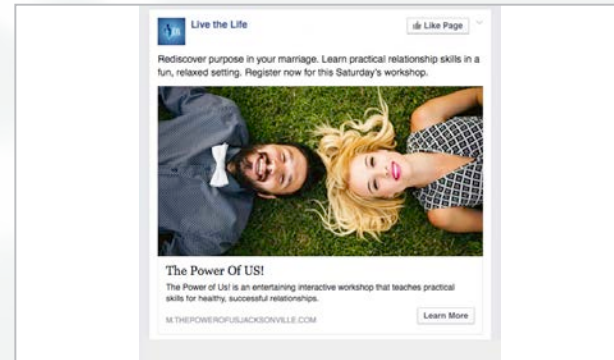 Live the Life
Like Page
Rediscover purpose in your marriage. Learn practical relationship skills in a
fun, relaxed setting. Register now for this Saturday's workshop.
The Power Of US!
The Power of Us! is an entertaining interactive workshop that teaches practical
skills for healthy, successful relationships.
M.THEPOWEROFUSJACKSONVILLE.COM
Learn More